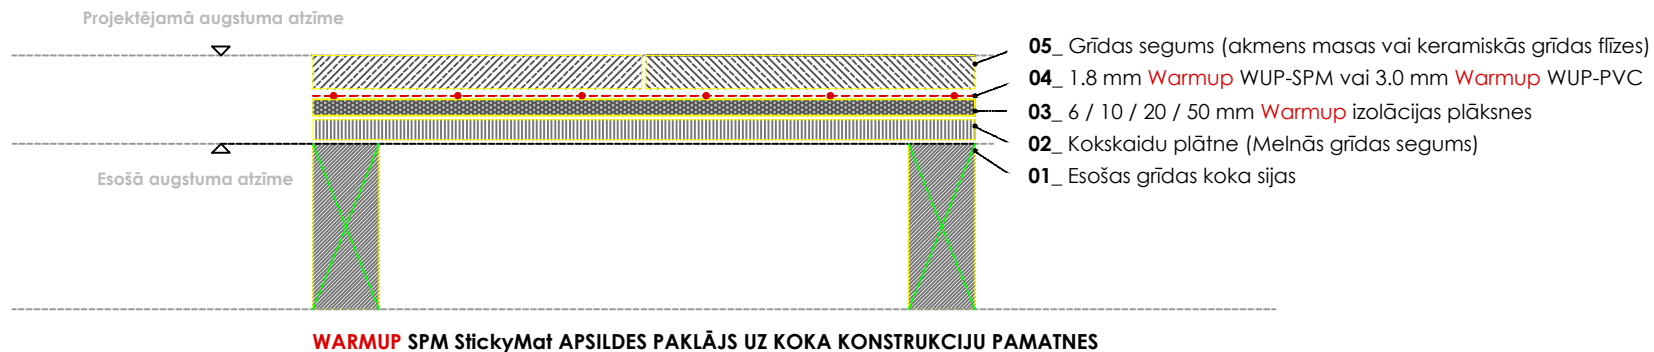 Projektējamā augstuma atzīme
05_ Grīdas segums (akmens masas vai keramiskās grīdas flīzes)
04_ 1.8 mm Warmup WUP-SPM vai 3.0 mm Warmup WUP-PVC
03_ 6 / 10 / 20 / 50 mm Warmup izolācijas plāksnes
02_ Kokskaidu plātne (Melnās grīdas segums)
Esošā augstuma atzīme
01_ Esošas grīdas koka sijas
WARMUP SPM StickyMat APSILDES PAKLĀJS UZ KOKA KONSTRUKCIJU PAMATNES